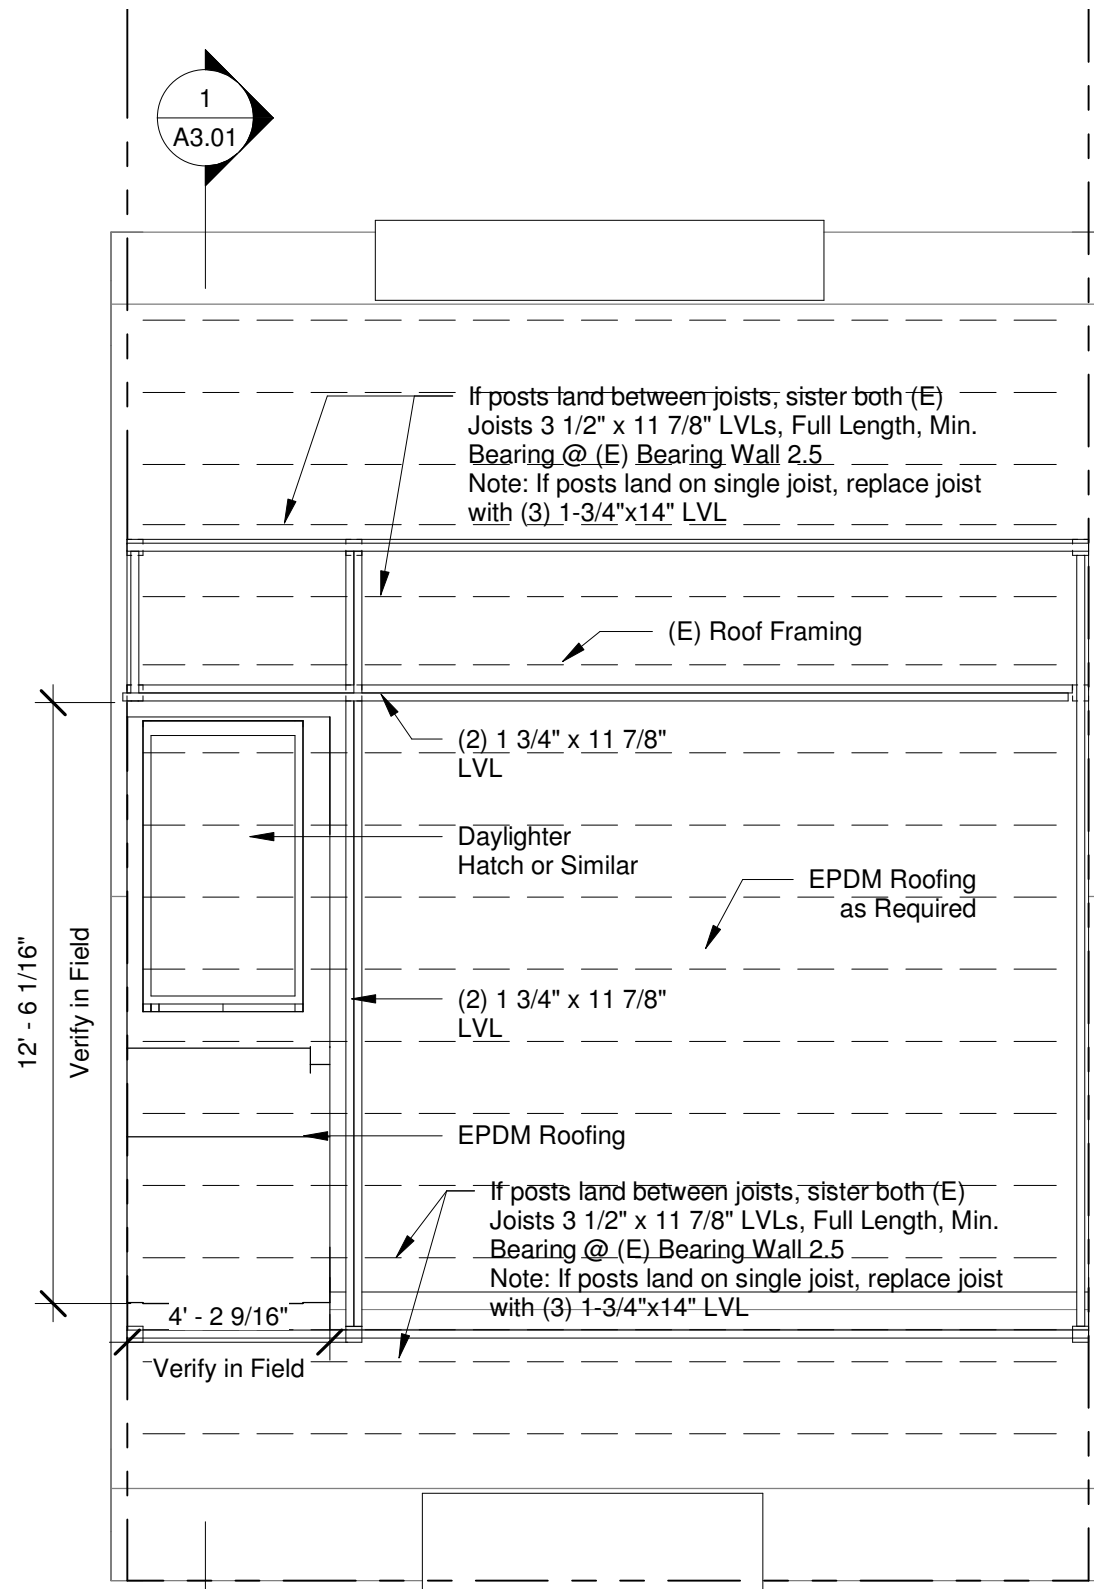 1
A3.01
If posts land between joists, sister both (E)
Joists 3 1/2" x 11 7/8" LVLs, Full Length, Min.
Bearing @ (E) Bearing Wall 2.5
Note: If posts land on single joist, replace joist
with (3) 1-3/4"x14" LVL
(E) Roof Framing
(2) 1 3/4" x 11 7/8"
LVL
Daylighter
Hatch or Similar
EPDM Roofing
as Required
12' - 6 1/16"
Verify in Field
(2) 1 3/4" x 11 7/8"
LVL
EPDM Roofing
If posts land between joists, sister both (E)
Joists 3 1/2" x 11 7/8" LVLs, Full Length, Min.
Bearing @ (E) Bearing Wall 2.5
Note: If posts land on single joist, replace joist
with (3) 1-3/4"x14" LVL
4' - 2 9/16"
Verify in Field